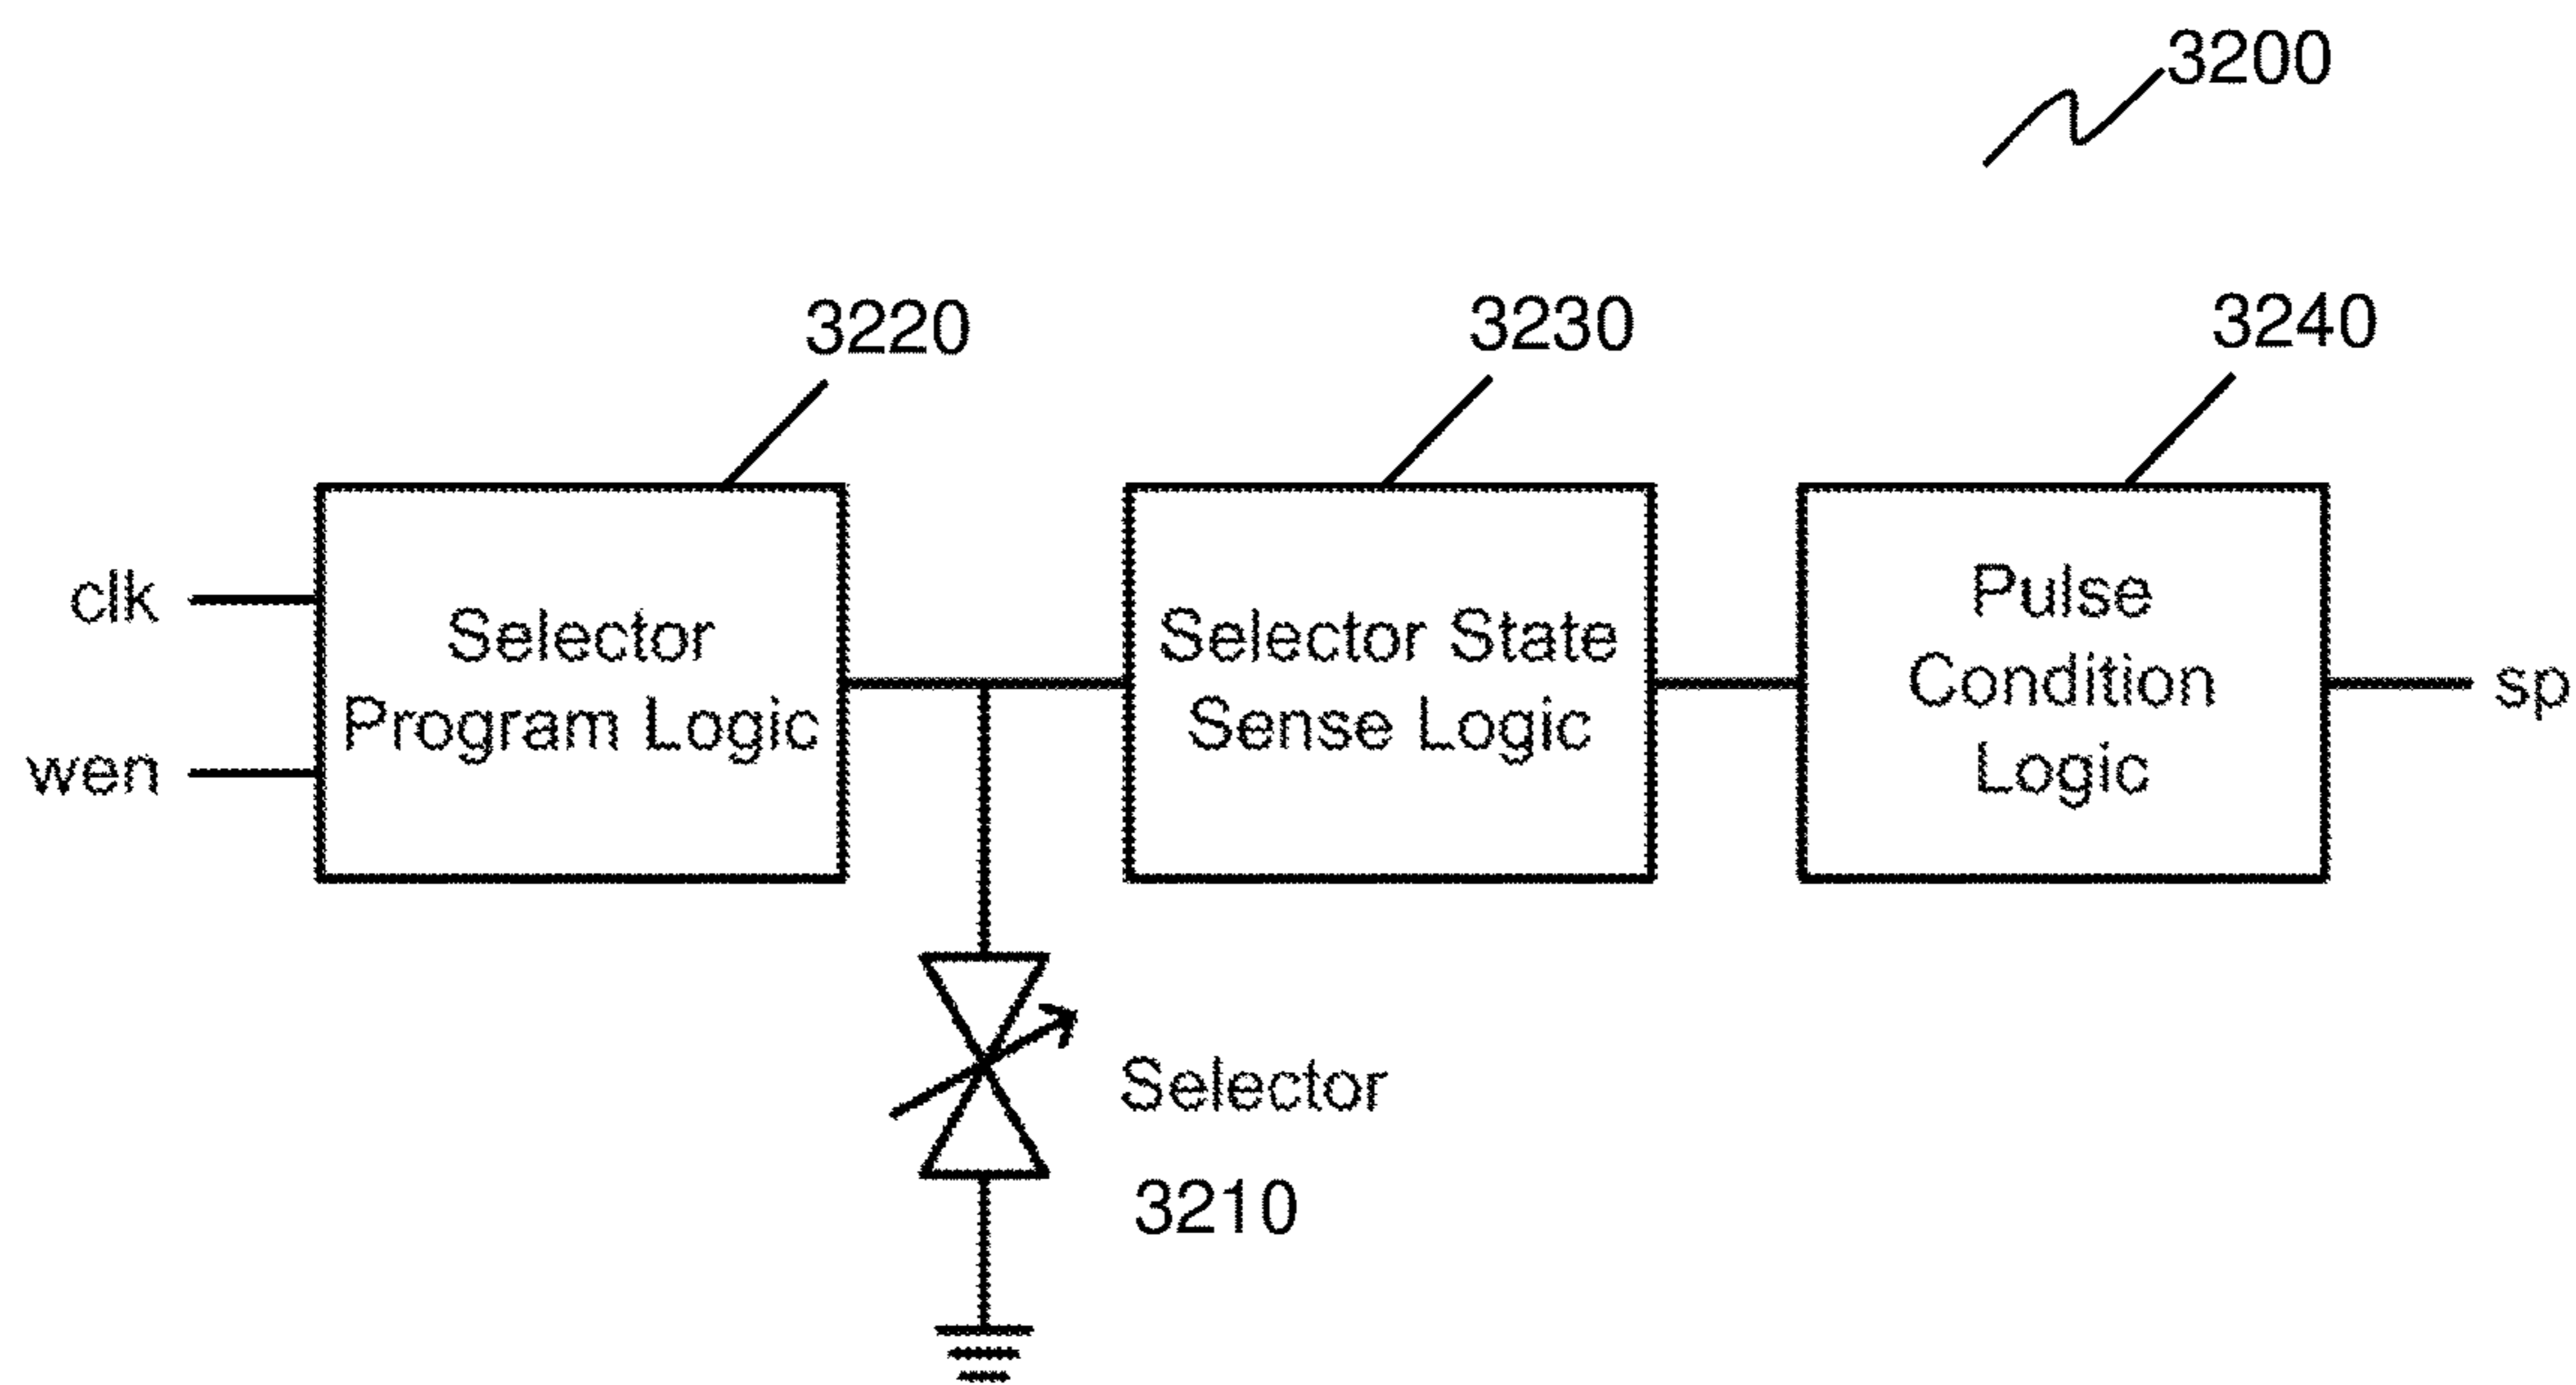 3200
3220
3230
3240
clk
wen
Selector
Program Logic
Selector State
Sense Logic
Pulse
Condition
Logic
sp
Selector
3210